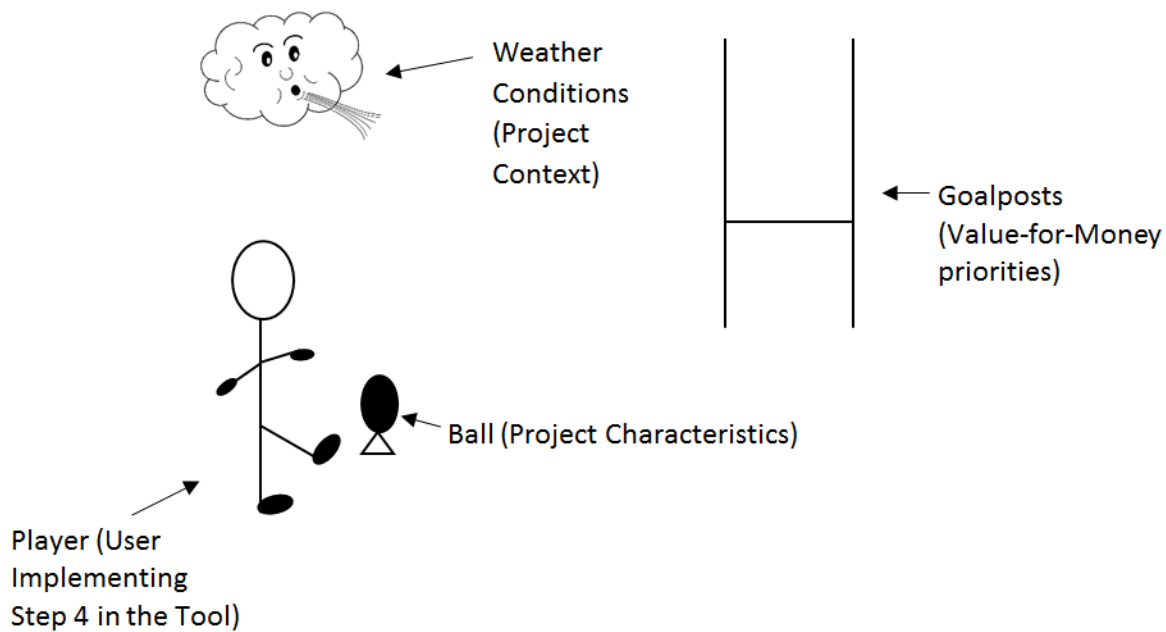 Weather
Conditions
(Project
Context)
Goalposts
(Value-for-Money
priorities)
Ball (Project Characteristics)
Player (User
Implementing
Step 4 in the Tool)